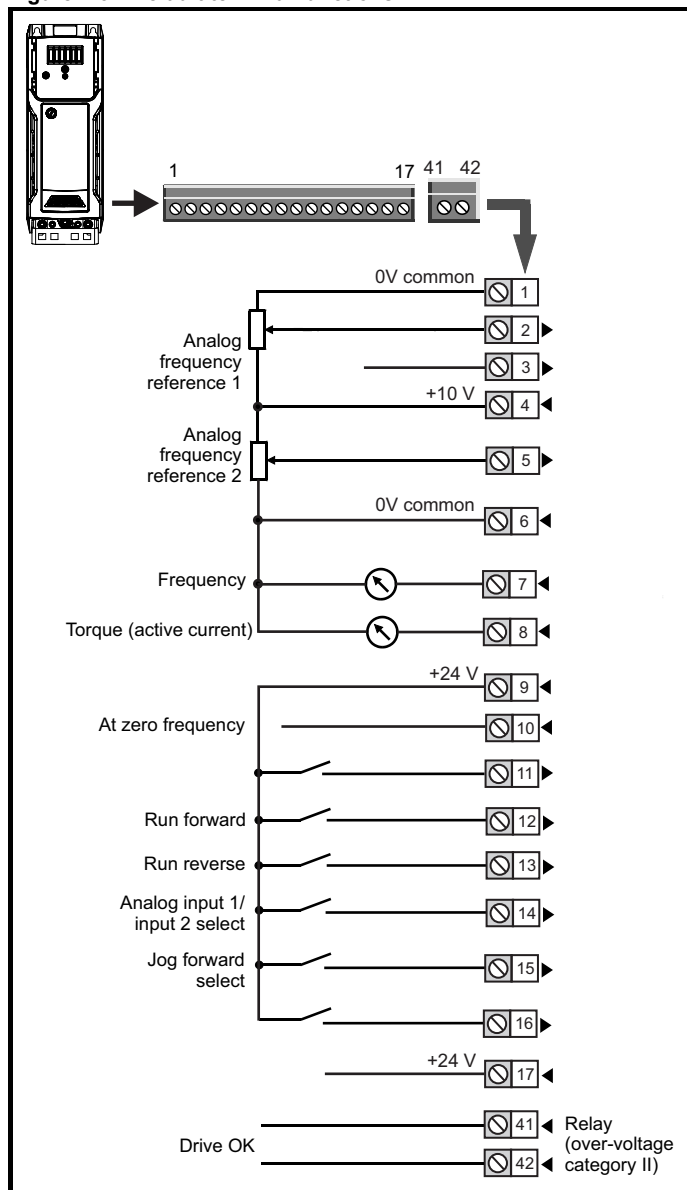 1
17
41
42
0V common
1
2
Analog
frequency
reference 1
3
+10 V
4
Analog
frequency
reference 2
5
0V common
6
Frequency
7
Torque (active current)
8
+24 V
9
At zero frequency
10
11
Run forward
12
Run reverse
13
Analog input 1/
input 2 select
14
Jog forward
select
15
16
+24 V
17
Drive OK
41
42
Relay
(over-voltage
category II)